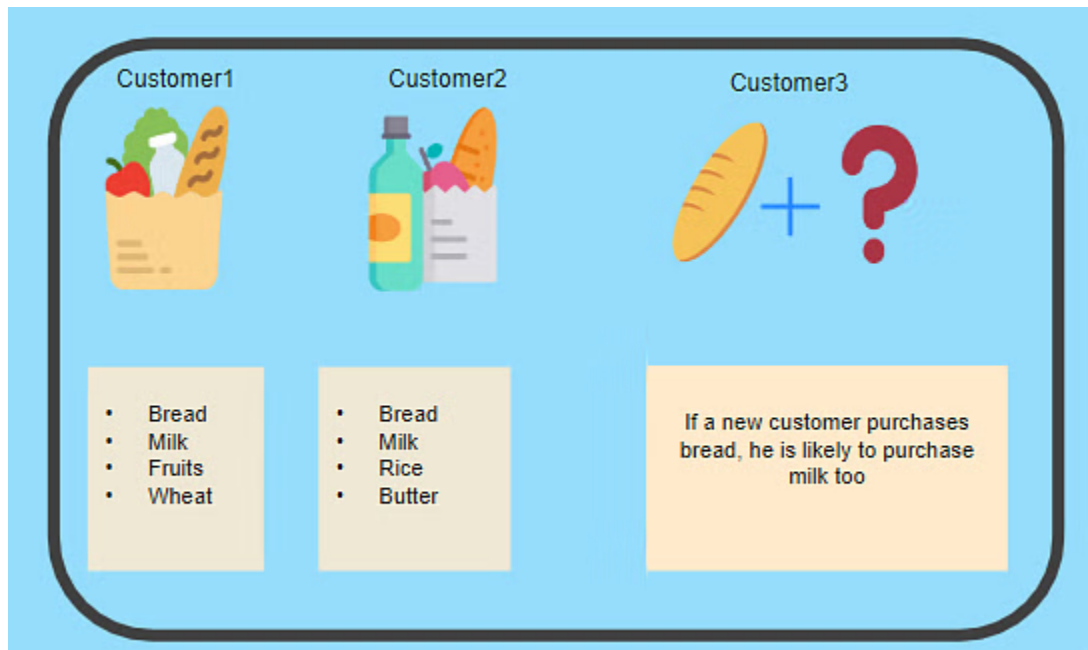 Customer1
Customer2
Customer3
• Bread
• Milk
• Fruits
• Wheat
• Bread
• Milk
• Rice
• Butter
If a new customer purchases
bread, he is likely to purchase
milk too